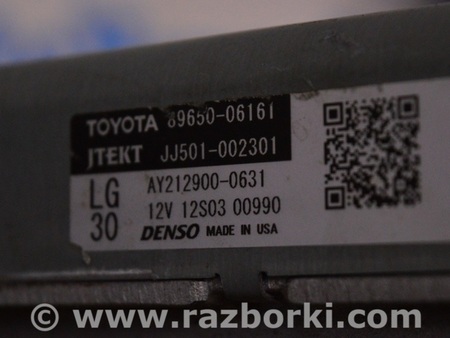 TOYOTA 89650-06161
JTEKT JJ501-002301
LG AY212900-0631
30 12V 12S03 00990
DENSO MADE IN USA
© www.razborki.com